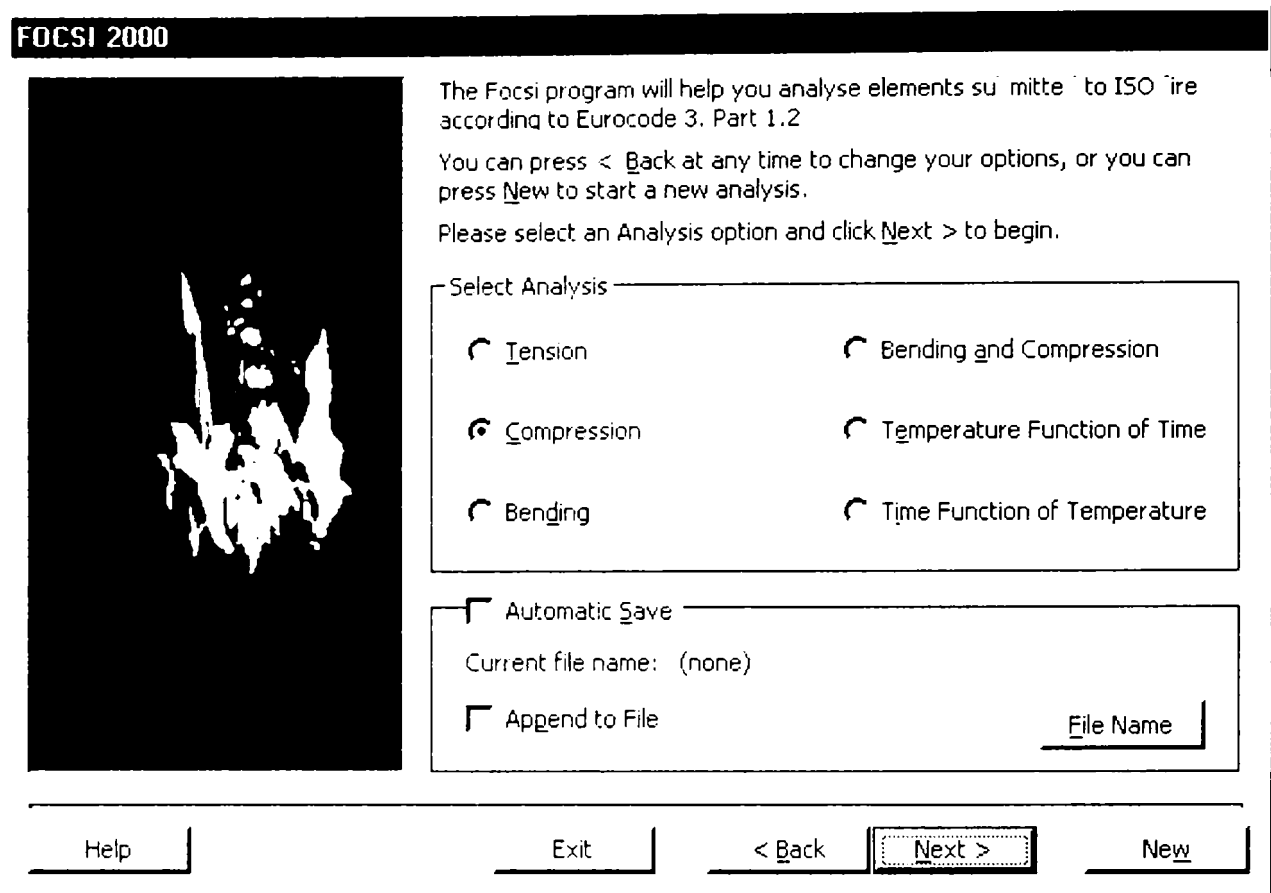 FOCSI 2000
The Focsi program will help you analyse elements su mitte to ISO ire
according to Eurocode 3. Part 1.2
You can press < Back at any time to change your options, or you can
press New to start a new analysis.
Please select an Analysis option and click Next > to begin.
Select Analysis
Tension
Bending and Compression
Compression
Temperature Function of Time
Bending
Time Function of Temperature
Automatic Save
Current file name: (none)
Append to File
File Name
Help
Exit
< Back
Next >
New